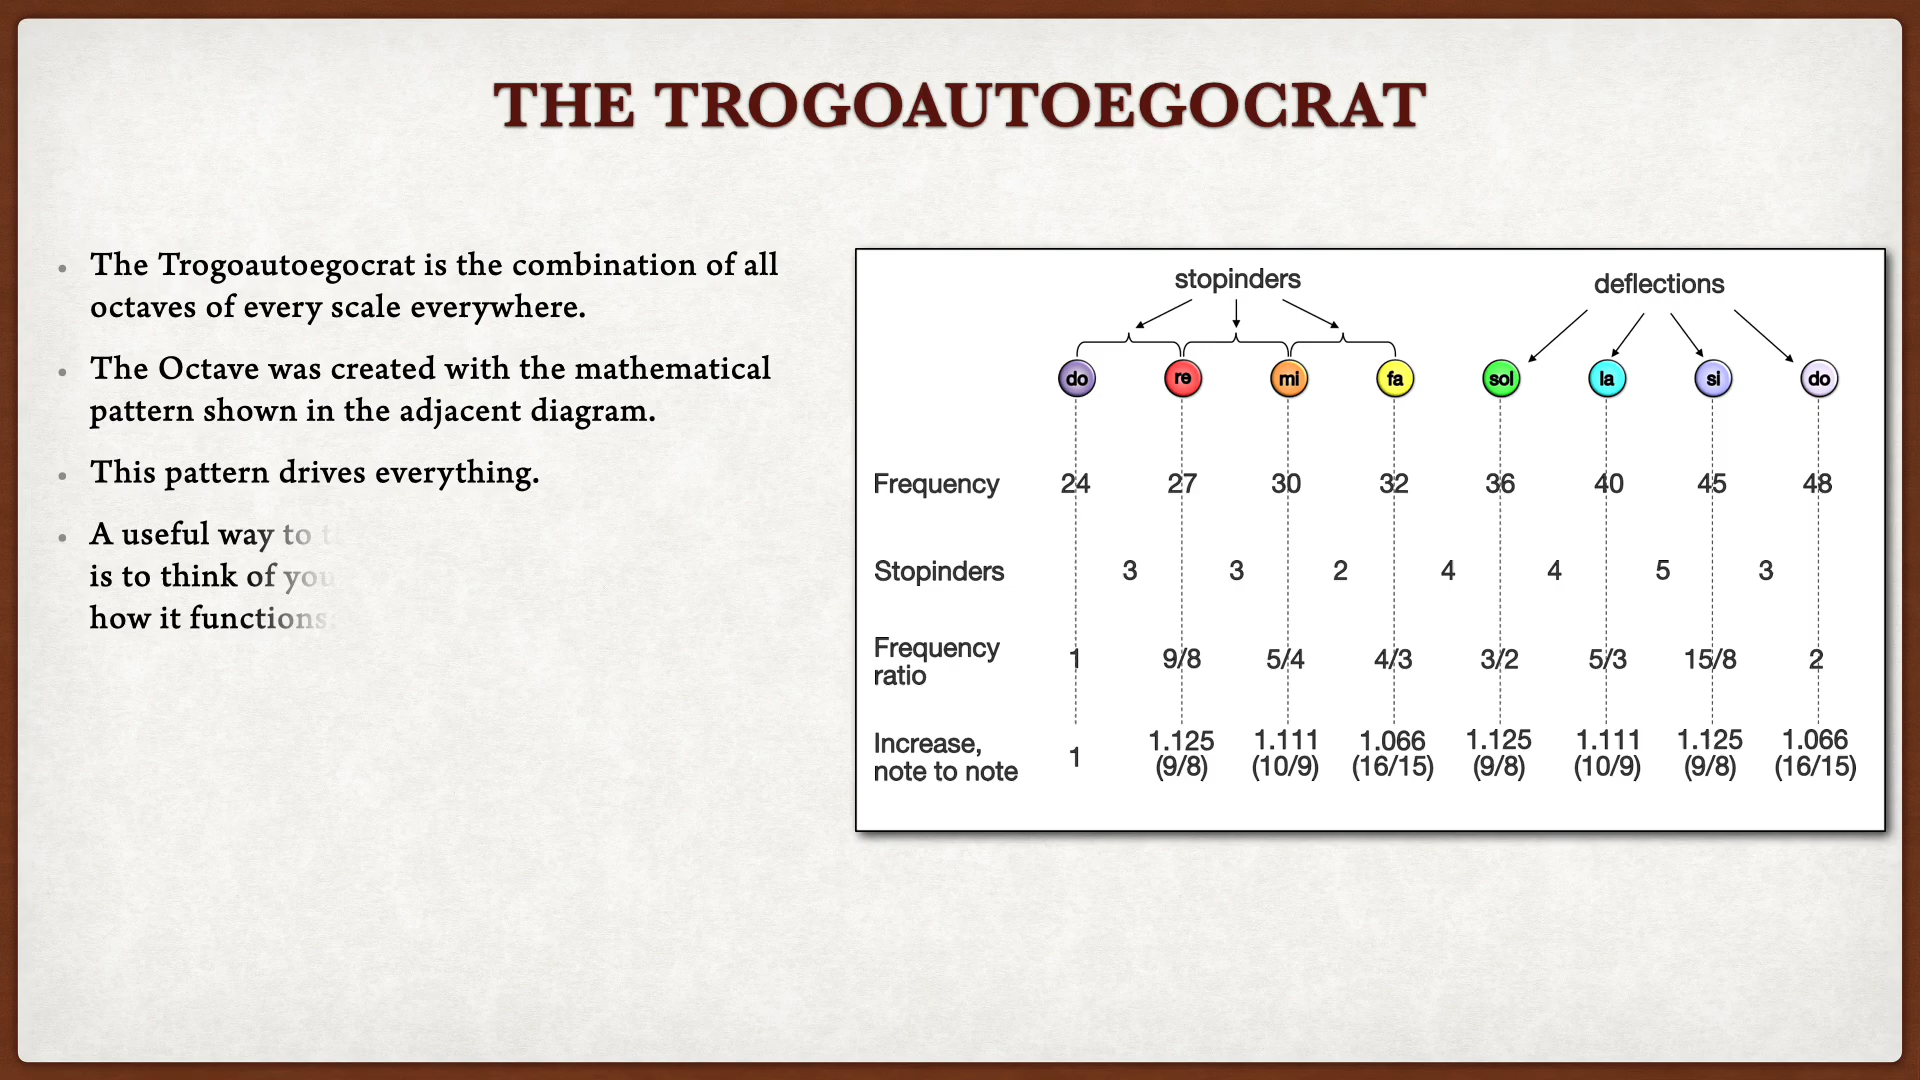 THE TROGOAUTOEGOCRAT
The Trogoautoegocrat is the combination of all
octaves of every scale everywhere.
The Octave was created with the mathematical
pattern shown in the adjacent diagram.
This pattern drives everything.
A useful way to
is to think of you
how it functions
stopinders
deflections
do re mi fa sol la si do
Frequency 24 27 30 32 36 40 45 48
Stopinders 3 3 2 4 4 5 3
Frequency
ratio
1 9/8 5/4 4/3 3/2 5/3 15/8 2
Increase,
note to note
1
1.125 1.111 1.066 1.125 1.111 1.125 1.066
(9/8) (10/9) (16/15) (9/8) (10/9) (9/8) (16/15)